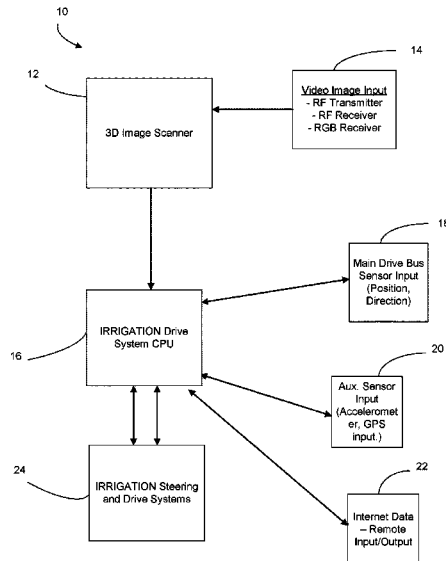 10
12
14
Video Image Input
- RF Transmitter
- RF Receiver
- RGB Receiver
3D Image Scanner
18
Main Drive Bus
Sensor Input
(Position,
Direction)
IRRIGATION Drive
System CPU
16
20
Aux. Sensor
Input
(Acceleromet
er, GPS
input.)
24
IRRIGATION Steering
and Drive Systems
22
Internet Data
– Remote
Input/Output